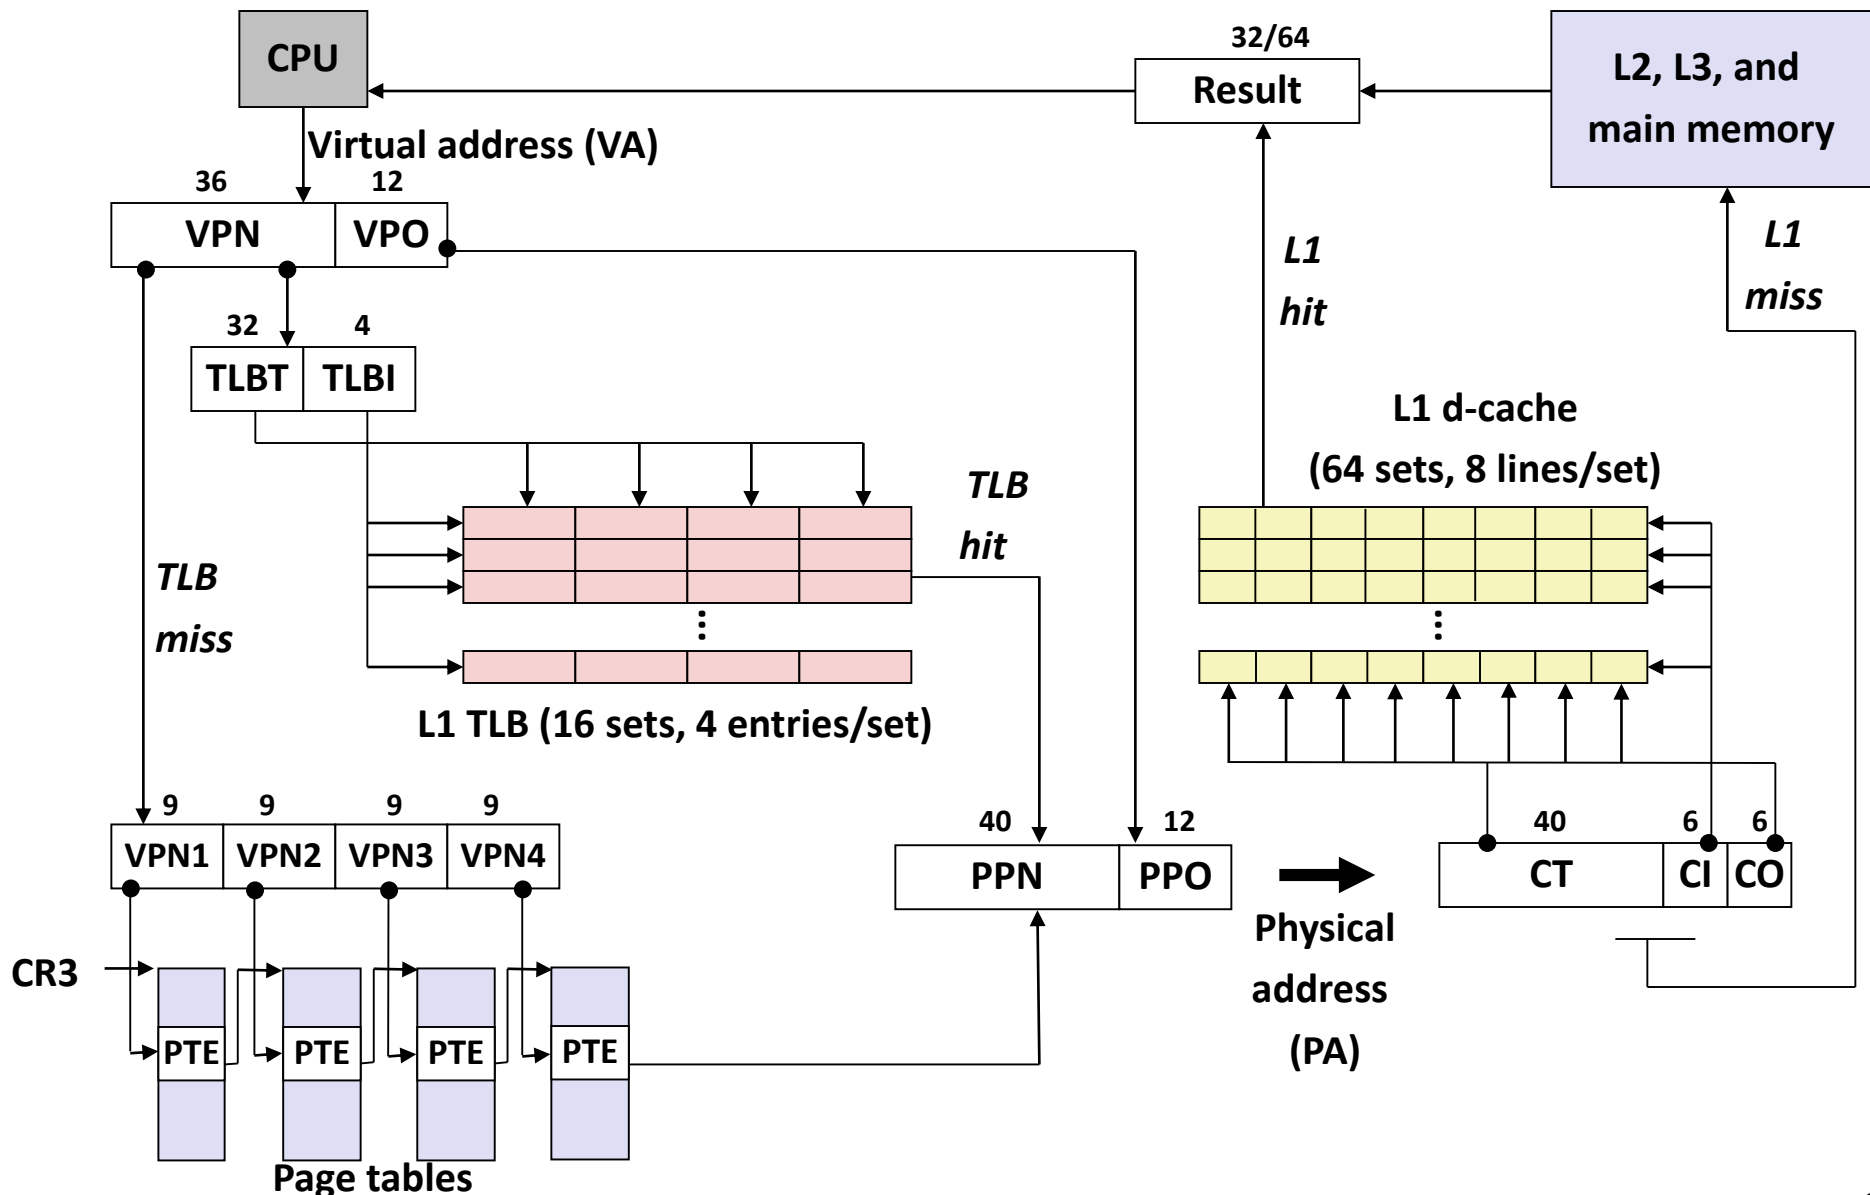 CPU
32/64
Result
L2, L3, and
main memory
Virtual address (VA)
36
12
VPN
VPO
L1
hit
L1
miss
32
4
TLBT
TLBI
L1 d-cache
(64 sets, 8 lines/set)
TLB
hit
TLB
miss
...
...
L1 TLB (16 sets, 4 entries/set)
9
9
9
9
VPN1
VPN2
VPN3
VPN4
40
12
PPN
PPO
40
6
6
CT
CI
CO
Physical
address
(PA)
CR3
PTE
PTE
PTE
PTE
Page tables